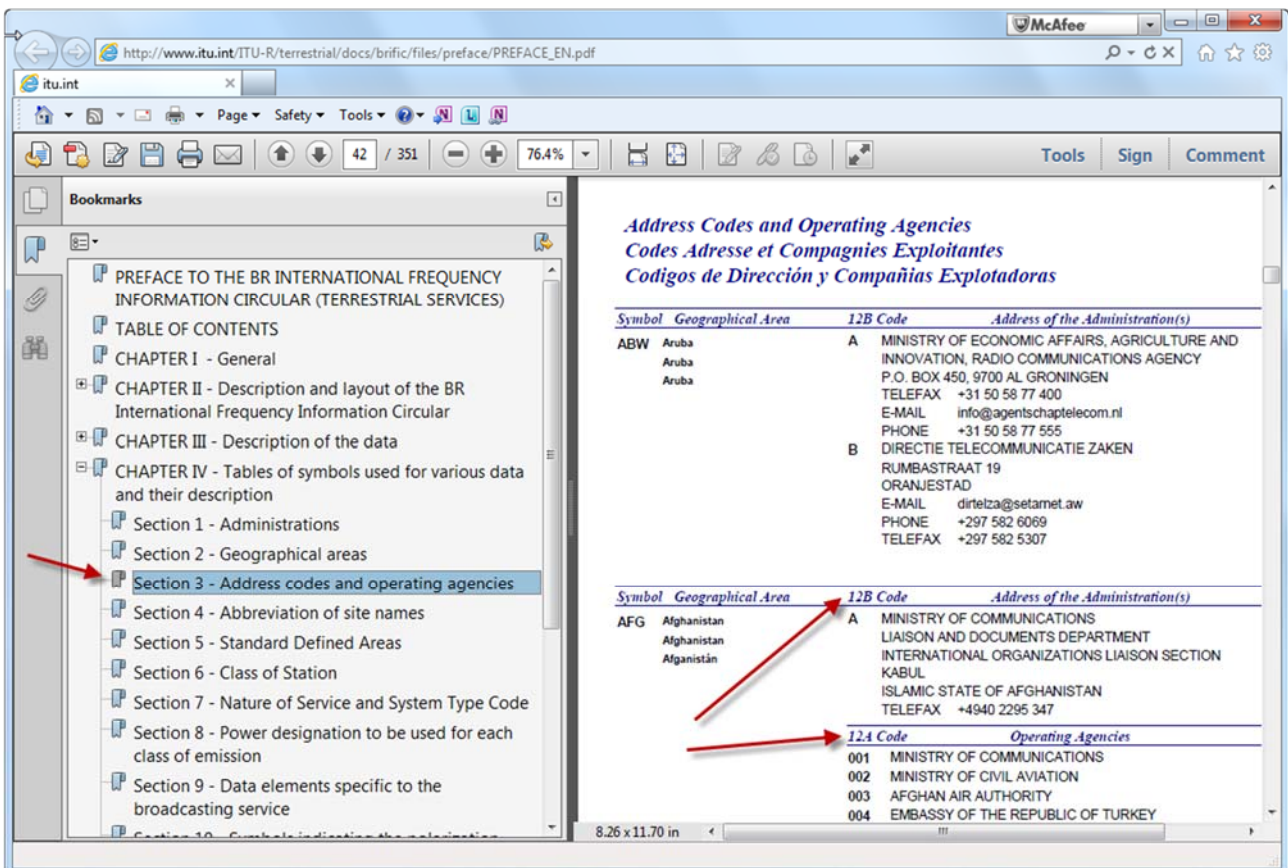 McAfee
http://www.itu.int/ITU-R/terrestrial/docs/brific/files/preface/PREFACE_EN.pdf
itu.int
Page Safety Tools
42 / 351 76.4% Tools Sign Comment
Bookmarks
PREFACE TO THE BR INTERNATIONAL FREQUENCY
INFORMATION CIRCULAR (TERRESTRIAL SERVICES)
TABLE OF CONTENTS
CHAPTER I - General
CHAPTER II - Description and layout of the BR
International Frequency Information Circular
CHAPTER III - Description of the data
CHAPTER IV - Tables of symbols used for various data
and their description
Section 1 - Administrations
Section 2 - Geographical areas
Section 3 - Address codes and operating agencies
Section 4 - Abbreviation of site names
Section 5 - Standard Defined Areas
Section 6 - Class of Station
Section 7 - Nature of Service and System Type Code
Section 8 - Power designation to be used for each
class of emission
Section 9 - Data elements specific to the
broadcasting service
Section 10 - Symbols indicating the polarization
Address Codes and Operating Agencies
Codes Adresse et Compagnies Exploitantes
Codigos de Dirección y Compañias Explotadoras
Symbol Geographical Area 12B Code Address of the Administration(s)
ABW Aruba A MINISTRY OF ECONOMIC AFFAIRS, AGRICULTURE AND
Aruba INNOVATION, RADIO COMMUNICATIONS AGENCY
Aruba P.O. BOX 450, 9700 AL GRONINGEN
TELEFAX +31 50 58 77 400
E-MAIL info@agentschaptelecom.nl
PHONE +31 50 58 77 555
B DIRECTIE TELECOMMUNICATIE ZAKEN
RUMBASTRAAT 19
ORANJESTAD
E-MAIL dirtelza@setarnet.aw
PHONE +297 582 6069
TELEFAX +297 582 5307
Symbol Geographical Area 12B Code Address of the Administration(s)
AFG Afghanistan A MINISTRY OF COMMUNICATIONS
Afghanistan LIAISON AND DOCUMENTS DEPARTMENT
Afganistán INTERNATIONAL ORGANIZATIONS LIAISON SECTION
KABUL
ISLAMIC STATE OF AFGHANISTAN
TELEFAX +4940 2295 347
12A Code Operating Agencies
001 MINISTRY OF COMMUNICATIONS
002 MINISTRY OF CIVIL AVIATION
003 AFGHAN AIR AUTHORITY
004 EMBASSY OF THE REPUBLIC OF TURKEY
8.26 x 11.70 in